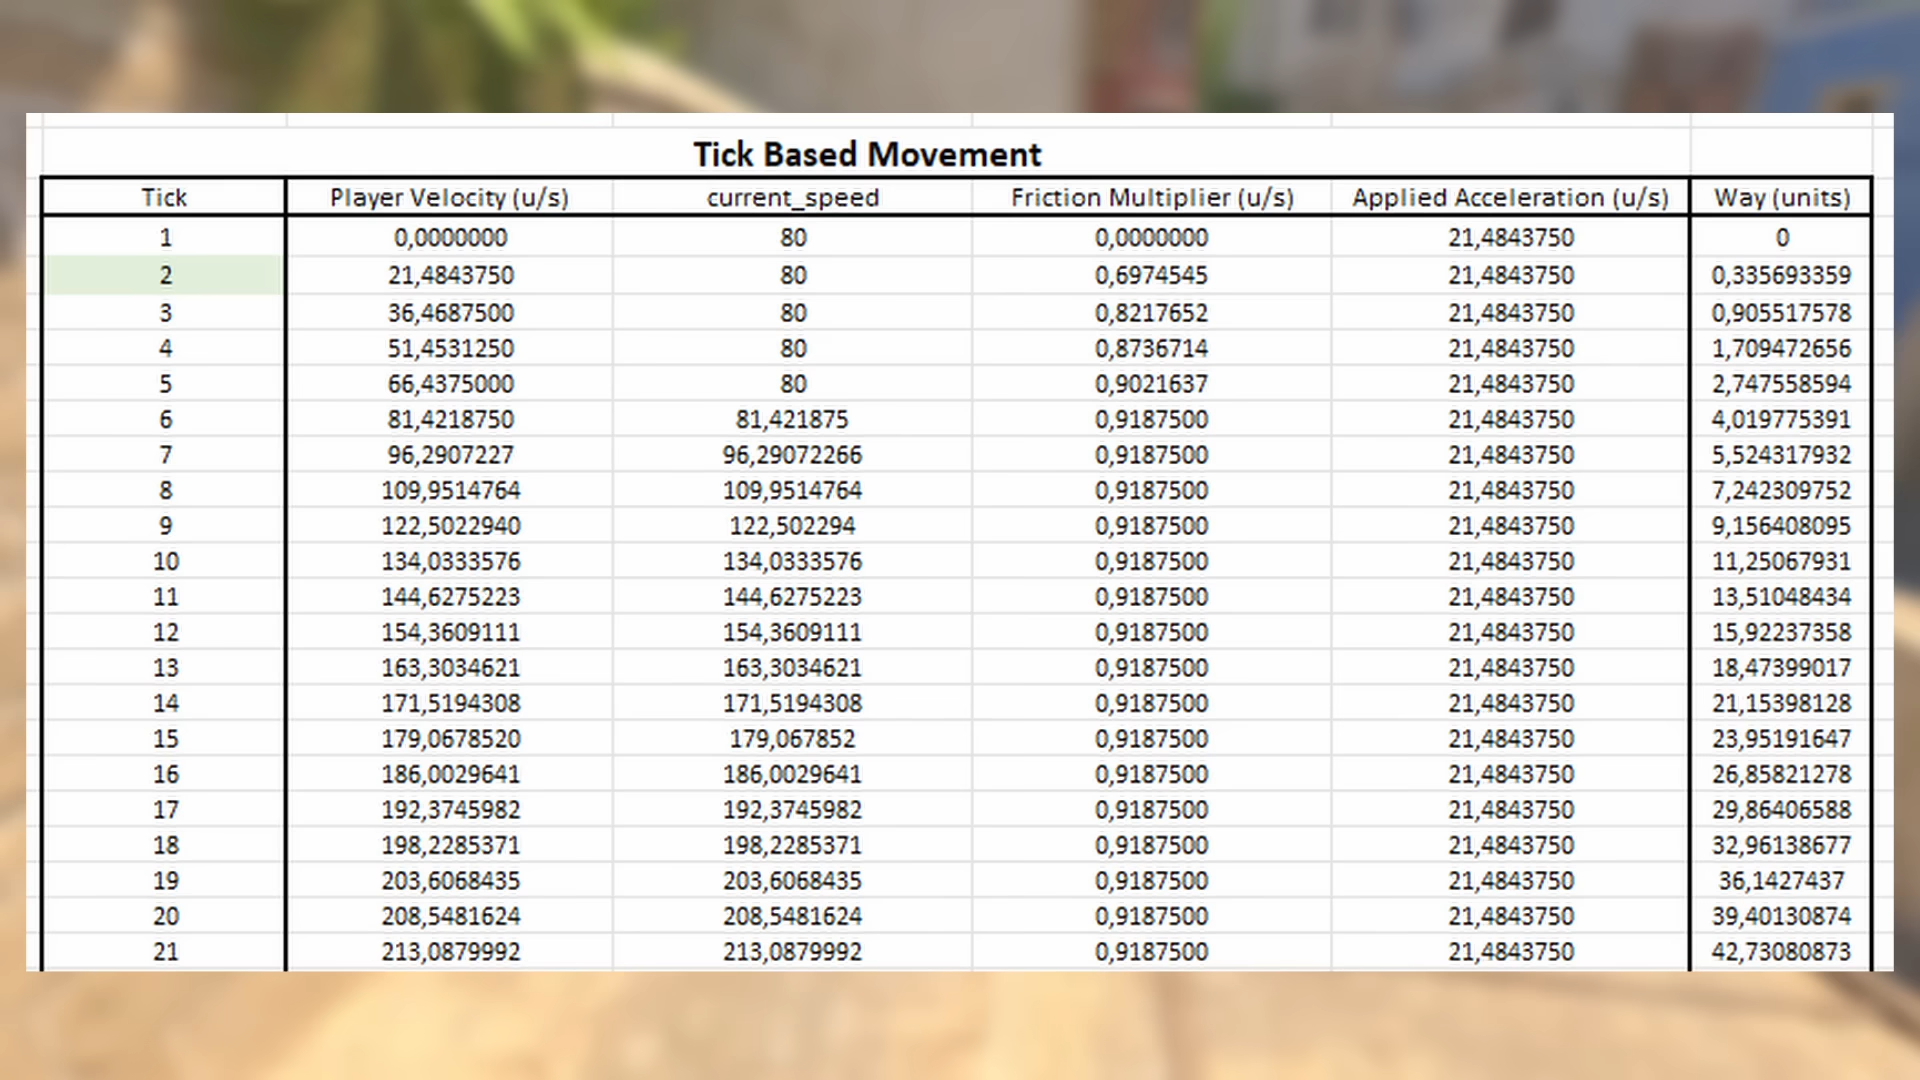 Tick Based Movement
Tick Player Velocity (u/s) current_speed Friction Multiplier (u/s) Applied Acceleration (u/s) Way (units)
1 0,0000000 80 0,0000000 21,4843750 0
2 21,4843750 80 0,6974545 21,4843750 0,335693359
3 36,4687500 80 0,8217652 21,4843750 0,905517578
4 51,4531250 80 0,8736714 21,4843750 1,709472656
5 66,4375000 80 0,9021637 21,4843750 2,747558594
6 81,4218750 81,421875 0,9187500 21,4843750 4,019775391
7 96,2907227 96,29072266 0,9187500 21,4843750 5,524317932
8 109,9514764 109,9514764 0,9187500 21,4843750 7,242309752
9 122,5022940 122,502294 0,9187500 21,4843750 9,156408095
10 134,0333576 134,0333576 0,9187500 21,4843750 11,25067931
11 144,6275223 144,6275223 0,9187500 21,4843750 13,51048434
12 154,3609111 154,3609111 0,9187500 21,4843750 15,92237358
13 163,3034621 163,3034621 0,9187500 21,4843750 18,47399017
14 171,5194308 171,5194308 0,9187500 21,4843750 21,15398128
15 179,0678520 179,067852 0,9187500 21,4843750 23,95191647
16 186,0029641 186,0029641 0,9187500 21,4843750 26,85821278
17 192,3745982 192,3745982 0,9187500 21,4843750 29,86406588
18 198,2285371 198,2285371 0,9187500 21,4843750 32,96138677
19 203,6068435 203,6068435 0,9187500 21,4843750 36,1427437
20 208,5481624 208,5481624 0,9187500 21,4843750 39,40130874
21 213,0879992 213,0879992 0,9187500 21,4843750 42,73080873